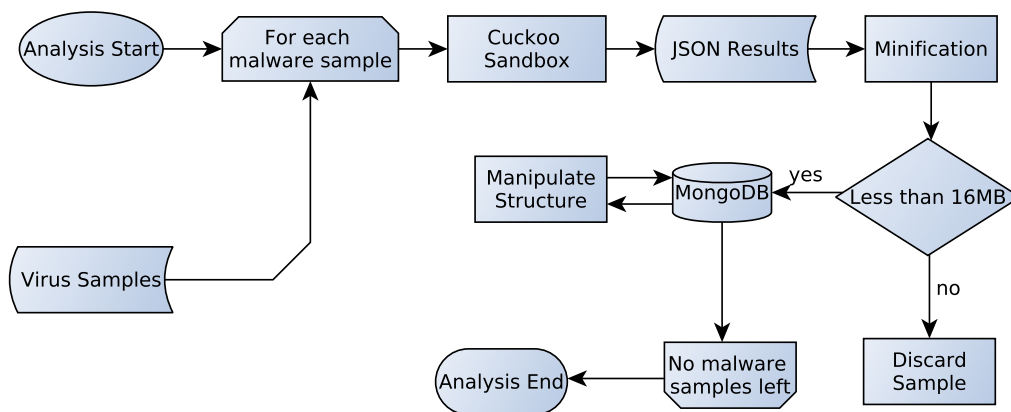 Analysis Start
For each
malware sample
Cuckoo
Sandbox
JSON Results
Minification
Manipulate
Structure
MongoDB
yes
Less than 16MB
Virus Samples
no
Analysis End
No malware
samples left
Discard
Sample